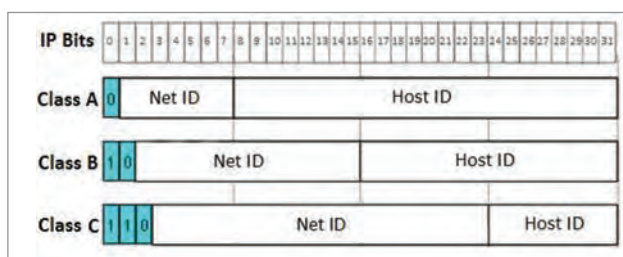 IP Bits 0 1 2 3 4 5 6 7 8 9 10 11 12 13 14 15 16 17 18 19 20 21 22 23 24 25 26 27 28 29 30 31
Class A 0 Net ID Host ID
Class B 1 0 Net ID Host ID
Class C 1 1 0 Net ID Host ID